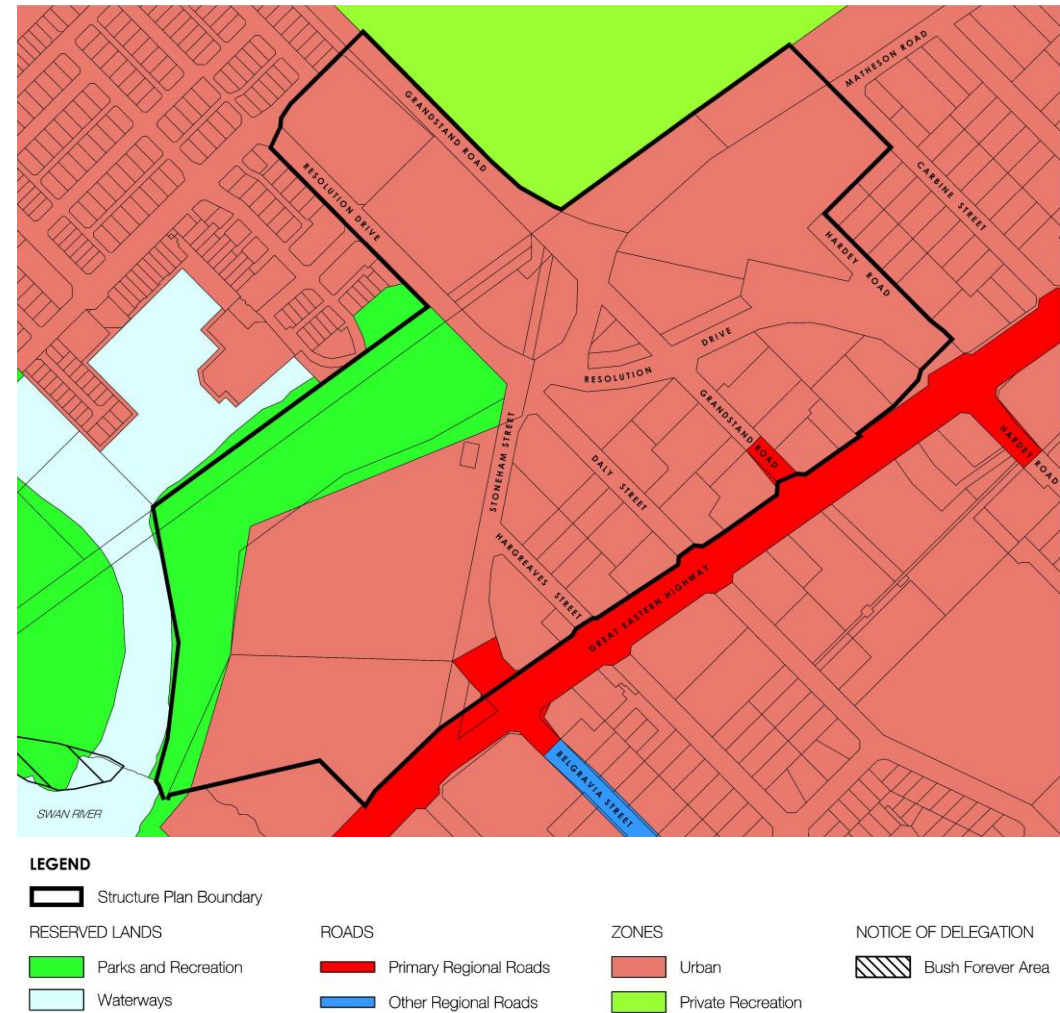 MATHESON ROAD
GRANDSTAND ROAD
RESOLUTION DRIVE
CARBINE STREET
HARDEY ROAD
RESOLUTION DRIVE
GRANDSTAND ROAD
HARDEY ROAD
STONEHAM STREET
DALY STREET
HARGREAVES STREET
GREAT EASTERN HIGHWAY
BELGRAVIA STREET
SWAN RIVER
LEGEND
Structure Plan Boundary
RESERVED LANDS
ROADS
ZONES
NOTICE OF DELEGATION
Parks and Recreation
Primary Regional Roads
Urban
Bush Forever Area
Waterways
Other Regional Roads
Private Recreation